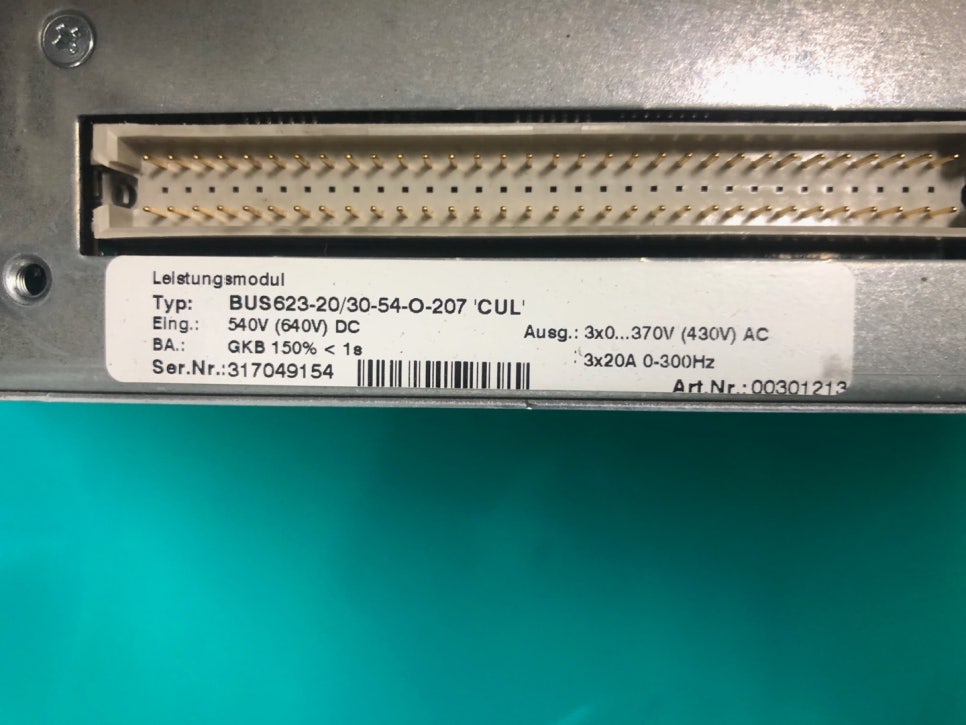 Leistungsmodul
Typ: BUS623-20/30-54-O-207 'CUL'
Eing.: 540V (640V) DC
Ausg.: 3x0...370V (430V) AC
BA.: GKB 150% < 1s
: 3x20A 0-300Hz
Ser.Nr.:317049154
Art.Nr.: 00301213